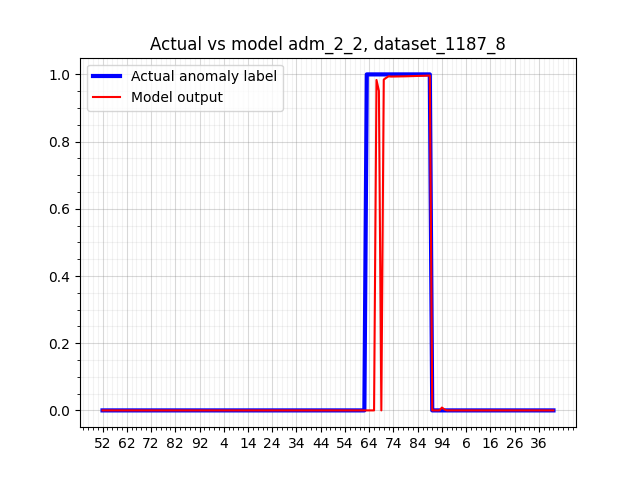 Actual vs model adm_2_2, dataset_1187_8
Actual anomaly label
Model output
1.0
0.8
0.6
0.4
0.2
0.0
52 62 72 82 92 4 14 24 34 44 54 64 74 84 94 6 16 26 36